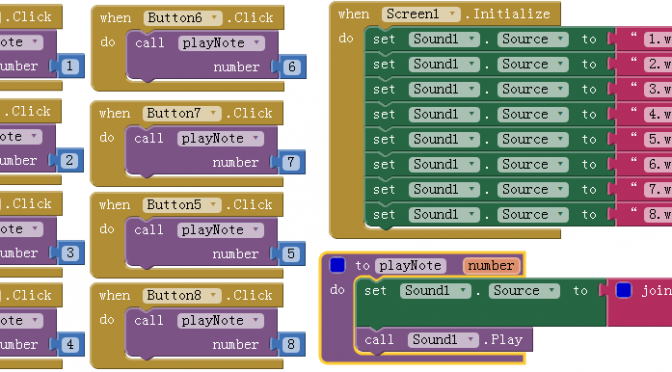 .Click
ote
umber 1
.Click
ote
umber 2
.Click
ote
umber 3
.Click
ote
umber 4
when Button6 .Click
do call playNote
number 6
when Button7 .Click
do call playNote
number 7
when Button5 .Click
do call playNote
number 5
when Button8 .Click
do call playNote
number 8
when Screen1 .Initialize
do set Sound1 . Source to “ 1.w
set Sound1 . Source to “ 2.w
set Sound1 . Source to “ 3.w
set Sound1 . Source to “ 4.w
set Sound1 . Source to “ 5.w
set Sound1 . Source to “ 6.w
set Sound1 . Source to “ 7.w
set Sound1 . Source to “ 8.w
to playNote number
do set Sound1 . Source to join
call Sound1 .Play